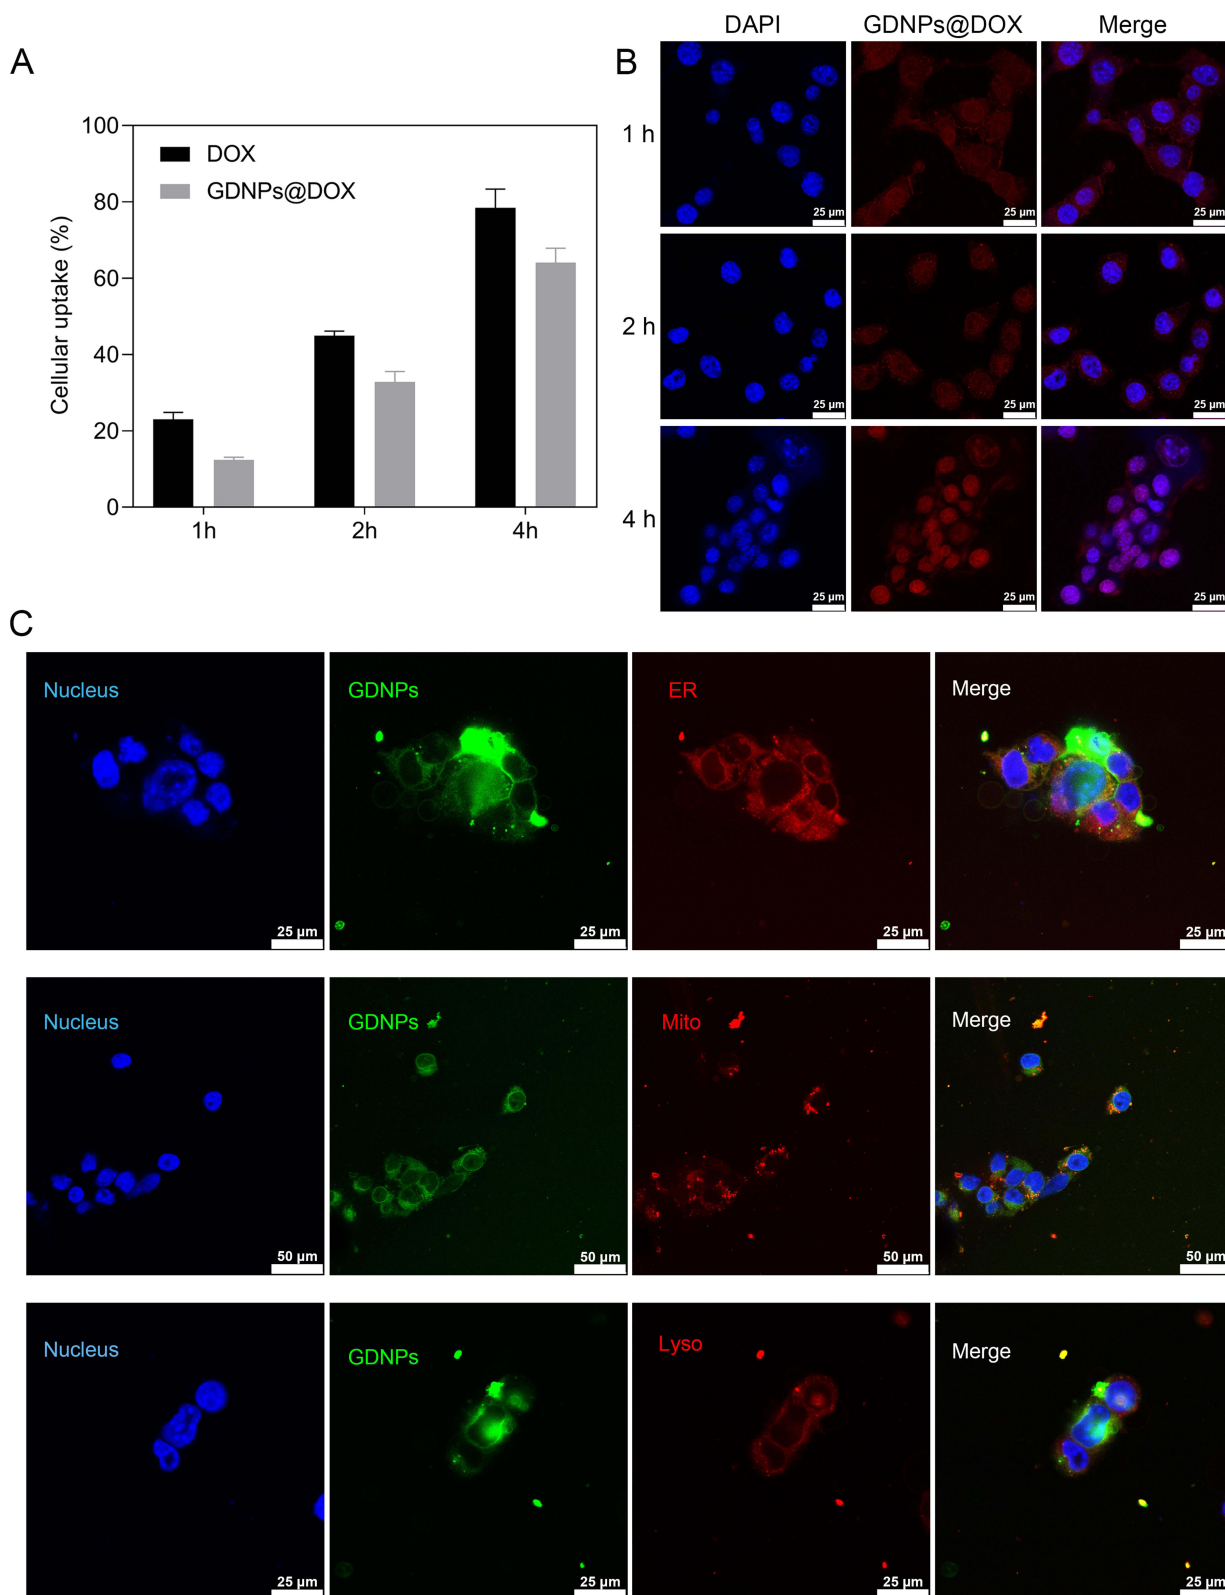 A
100
80
60
40
20
0
Cellular uptake (%)
DOX
GDNPs@DOX
1h 2h 4h
B
DAPI GDNPs@DOX Merge
1 h
25 µm 25 µm 25 µm
2 h
25 µm 25 µm 25 µm
4 h
25 µm 25 µm 25 µm
C
Nucleus GDNPs ER Merge
25 µm 25 µm 25 µm 25 µm
Nucleus GDNPs Mito Merge
50 µm 50 µm 50 µm 50 µm
Nucleus GDNPs Lyso Merge
25 µm 25 µm 25 µm 25 µm